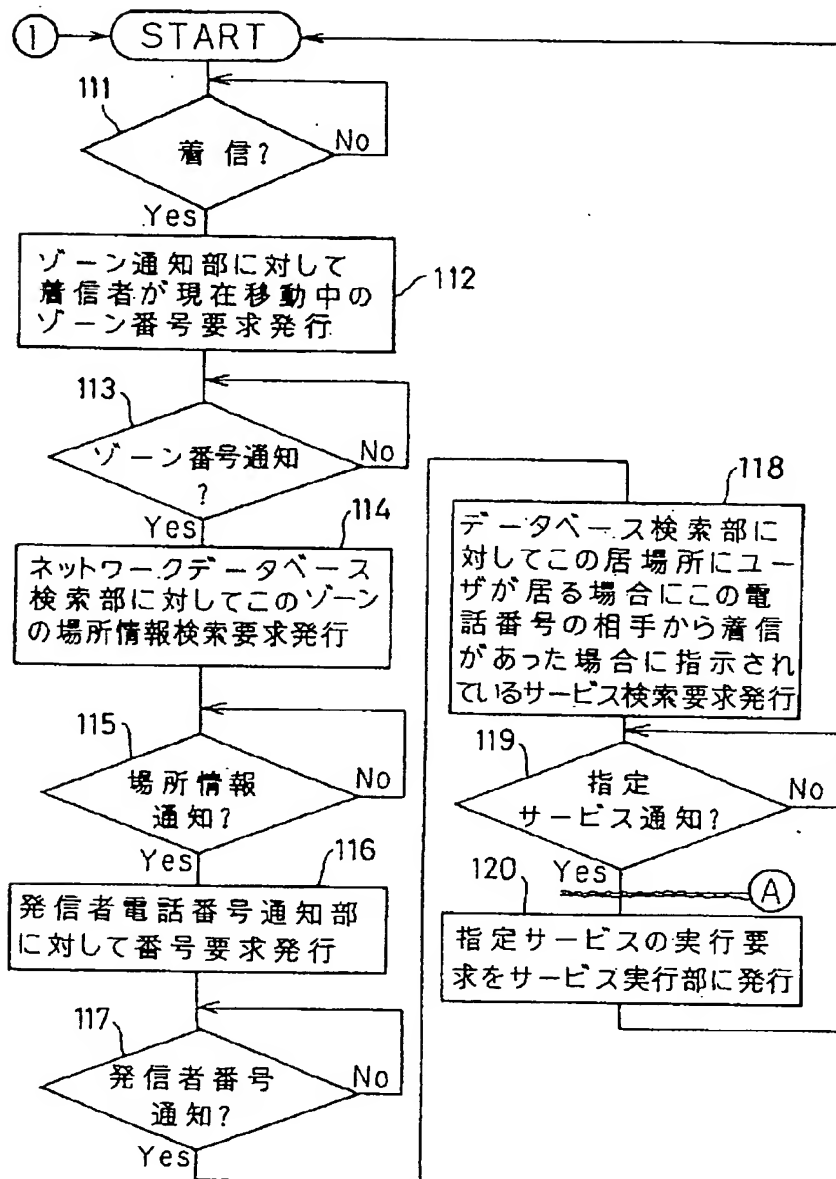 1
START
111
着信?
No
Yes
ゾーン通知部に対して
着信者が現在移動中の
ゾーン番号要求発行
112
113
ゾーン番号通知
?
No
Yes
114
ネットワークデータベース
検索部に対してこのゾーン
の場所情報検索要求発行
115
場所情報
通知?
No
Yes
116
発信者電話番号通知部
に対して番号要求発行
117
発信者番号
通知?
No
Yes
118
データベース検索部に
対してこの居場所にユー
ザが居る場合にこの電
話番号の相手から着信
があった場合に指示され
ているサービス検索要求発行
119
指定
サービス通知?
No
Yes
A
120
指定サービスの実行要
求をサービス実行部に発行